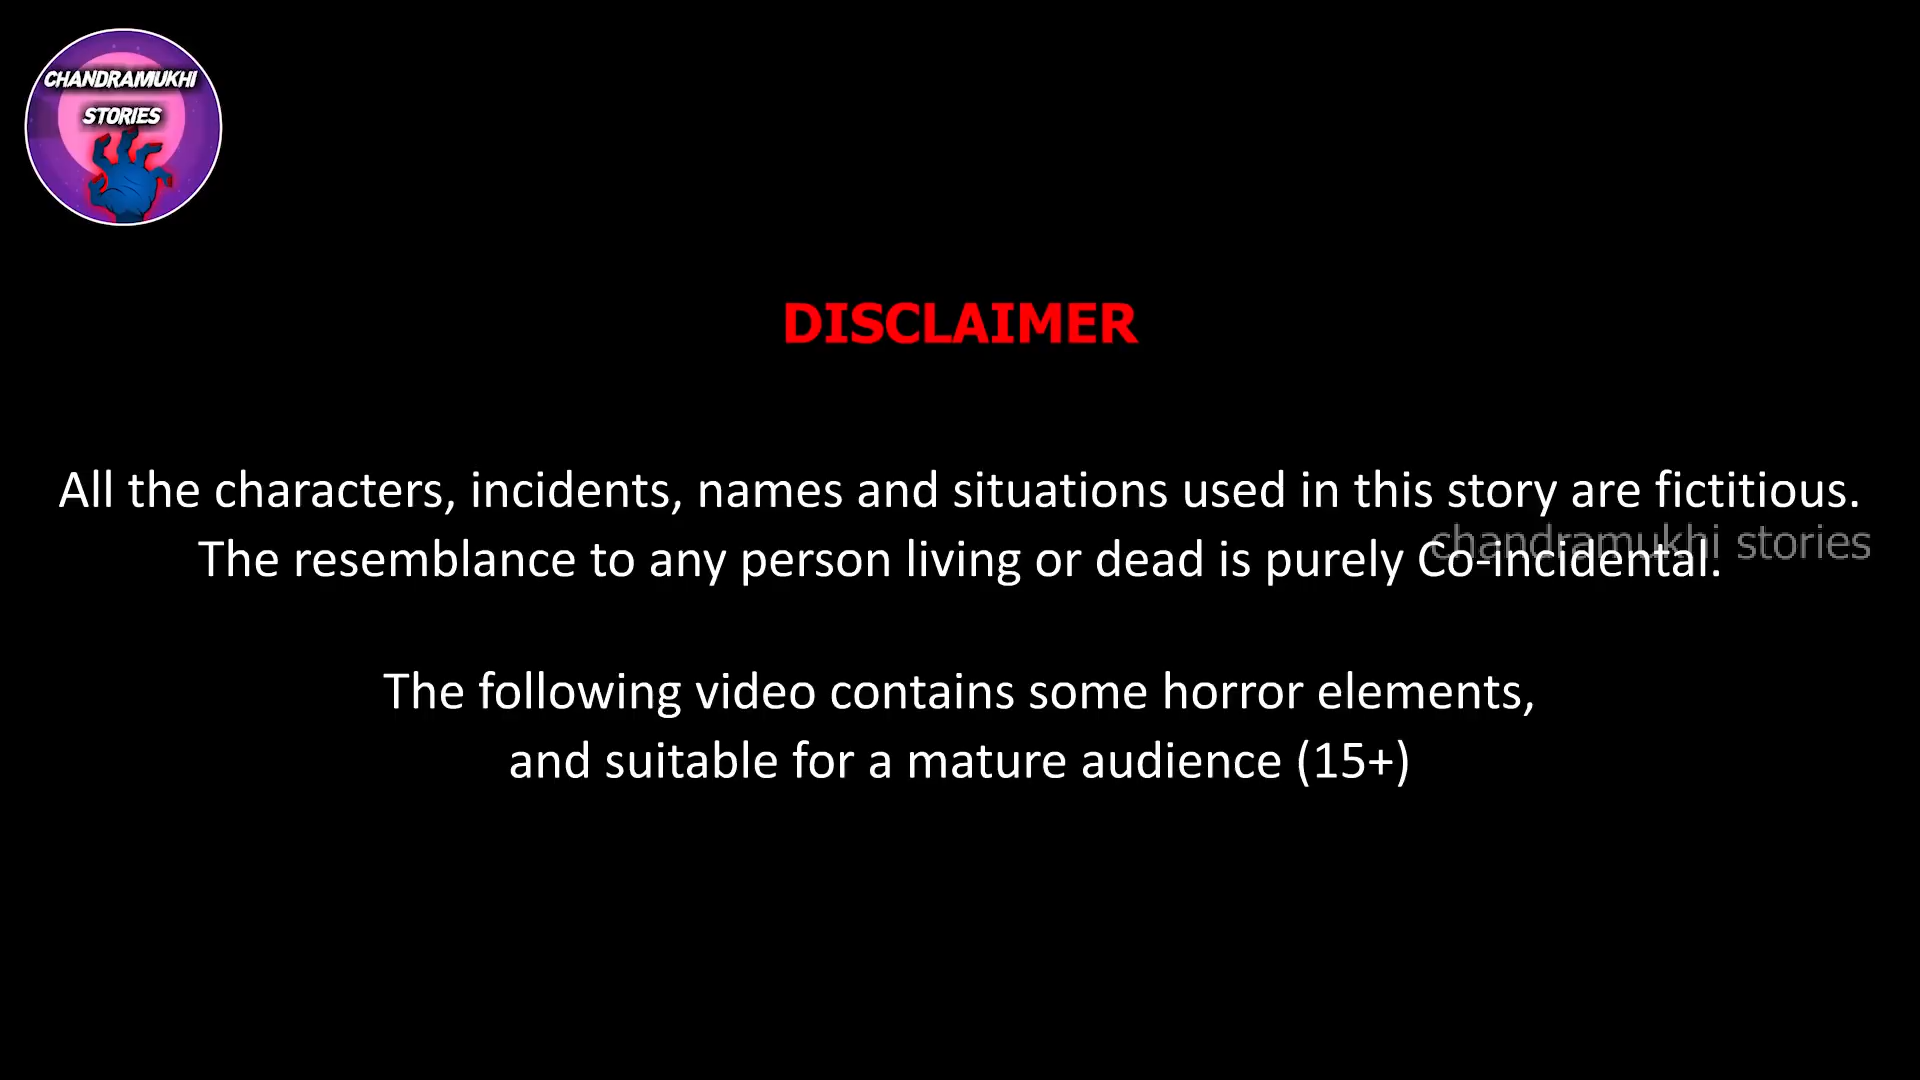 CHANDRAMUKHI
STORIES
DISCLAIMER
All the characters, incidents, names and situations used in this story are fictitious.
The resemblance to any person living or dead is purely Co-incidental.
chandramukhi stories
The following video contains some horror elements,
and suitable for a mature audience (15+)